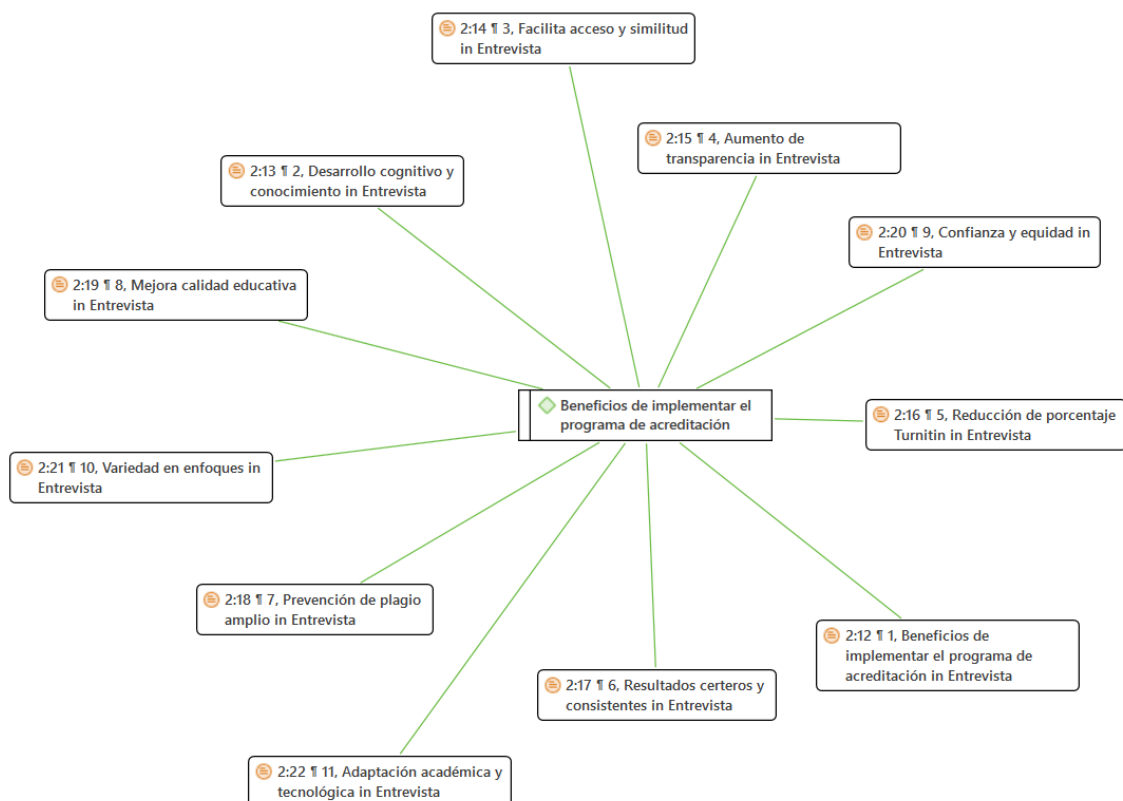 2:14 ¶ 3, Facilita acceso y similitud
in Entrevista
2:15 ¶ 4, Aumento de
transparencia in Entrevista
2:13 ¶ 2, Desarrollo cognitivo y
conocimiento in Entrevista
2:20 ¶ 9, Confianza y equidad in
Entrevista
2:19 ¶ 8, Mejora calidad educativa
in Entrevista
Beneficios de implementar el
programa de acreditación
2:16 ¶ 5, Reducción de porcentaje
Turnitin in Entrevista
2:21 ¶ 10, Variedad en enfoques in
Entrevista
2:18 ¶ 7, Prevención de plagio
amplio in Entrevista
2:12 ¶ 1, Beneficios de
implementar el programa de
acreditación in Entrevista
2:17 ¶ 6, Resultados certeros y
consistentes in Entrevista
2:22 ¶ 11, Adaptación académica y
tecnológica in Entrevista